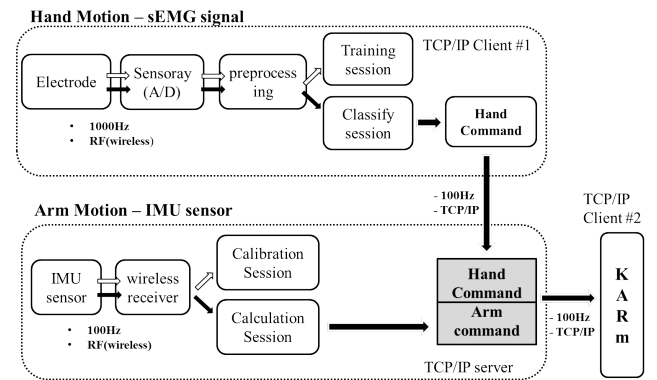 Hand Motion – sEMG signal
TCP/IP Client #1
Electrode
Sensoray
(A/D)
preprocess
ing
Training
session
Classify
session
Hand
Command
• 1000Hz
• RF(wireless)
- 100Hz
- TCP/IP
Arm Motion – IMU sensor
TCP/IP
Client #2
IMU
sensor
wireless
receiver
Calibration
Session
Calculation
Session
Hand
Command
Arm
command
K
A
R
m
• 100Hz
• RF(wireless)
- 100Hz
- TCP/IP
TCP/IP server